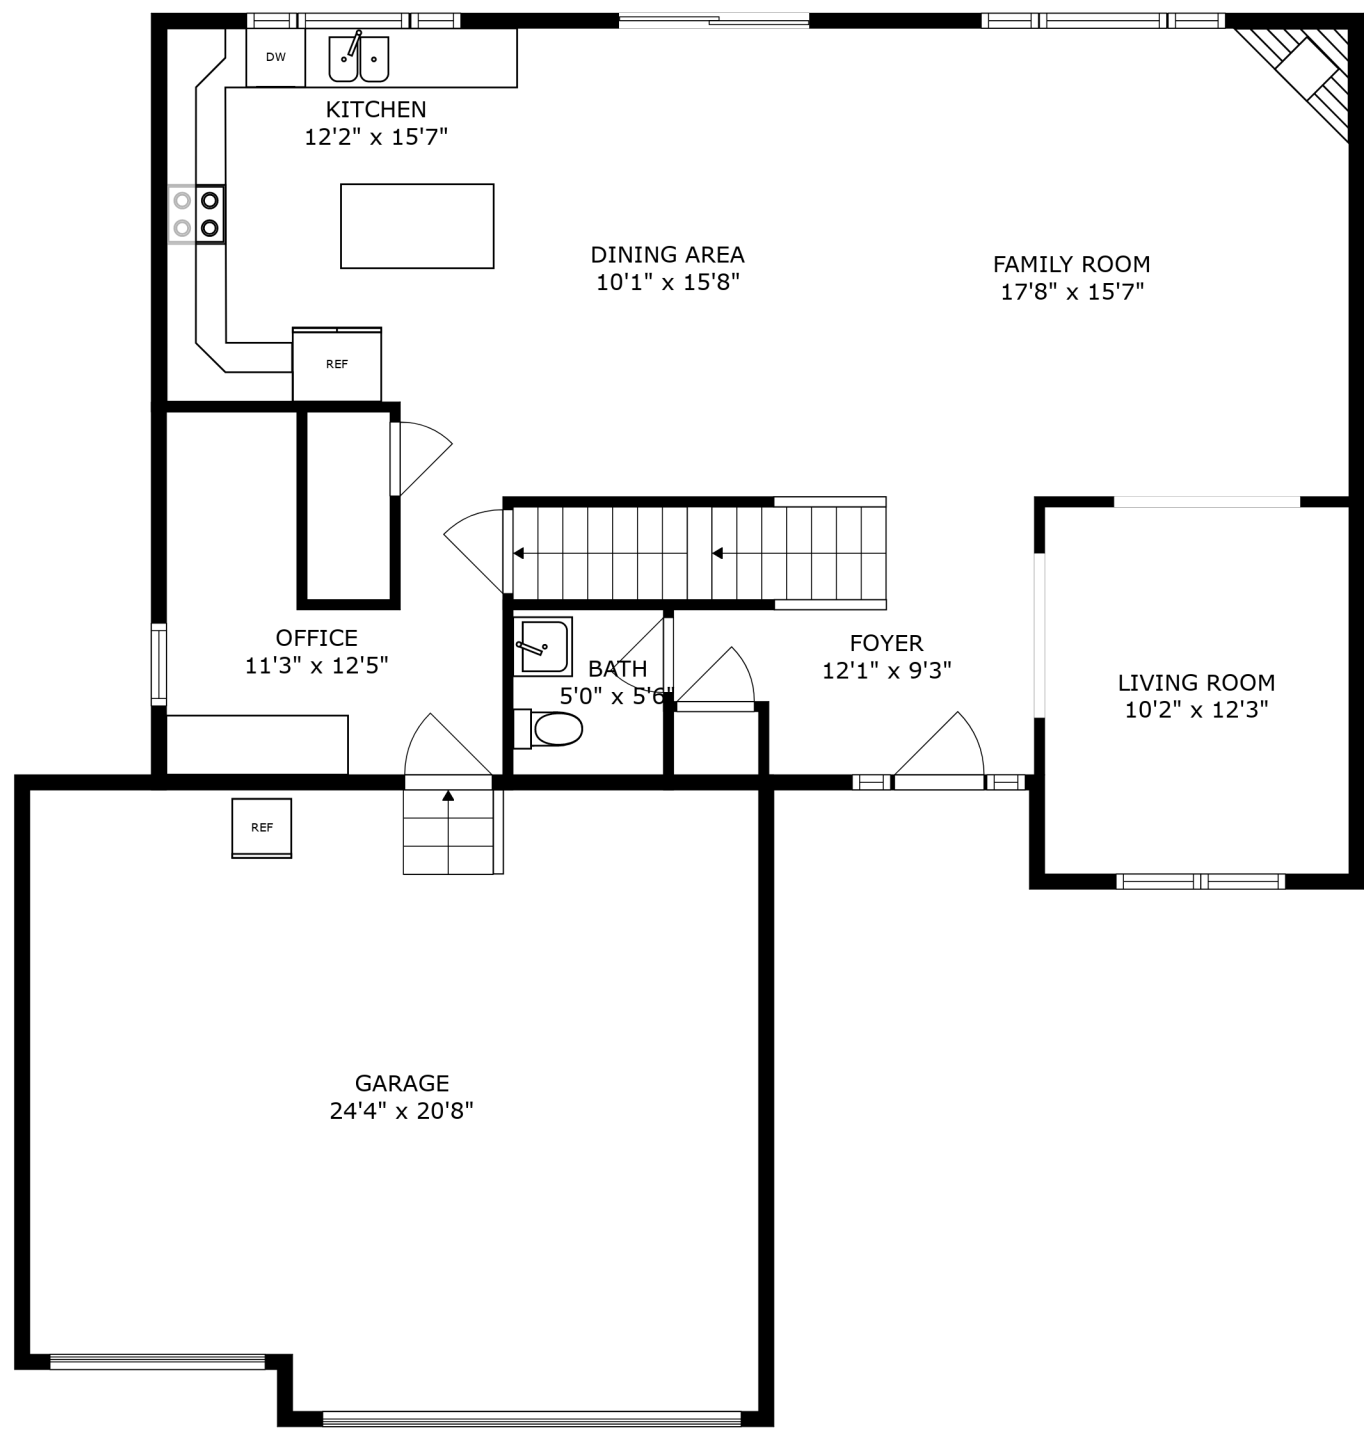 DW
KITCHEN
12'2" x 15'7"
DINING AREA
10'1" x 15'8"
FAMILY ROOM
17'8" x 15'7"
REF
OFFICE
11'3" x 12'5"
BATH
5'0" x 5'6"
FOYER
12'1" x 9'3"
LIVING ROOM
10'2" x 12'3"
REF
GARAGE
24'4" x 20'8"